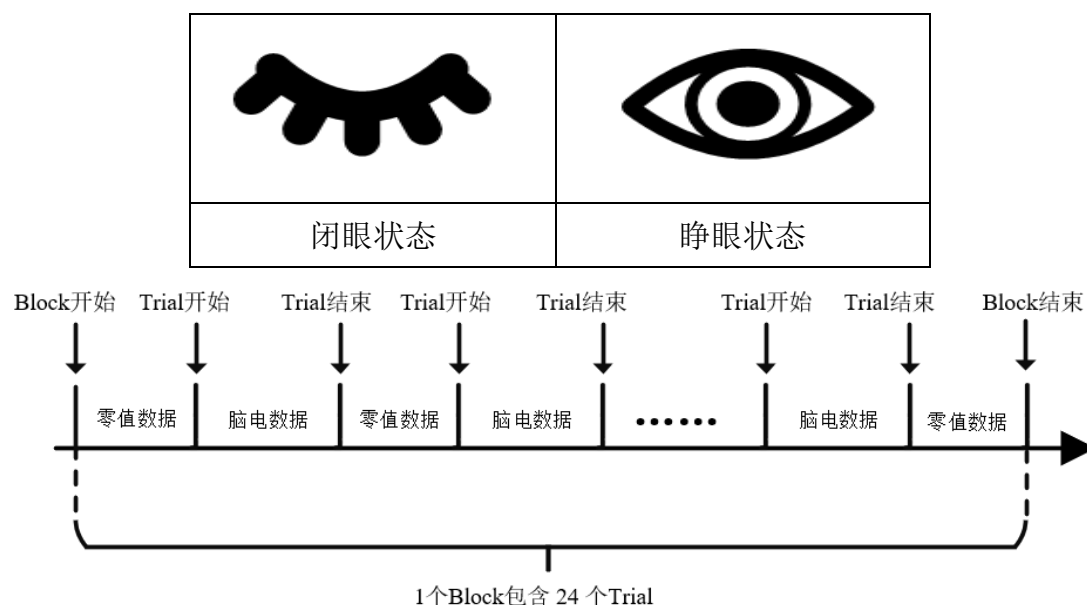 闭眼状态 睁眼状态
Block开始 Trial开始 Trial结束 Trial开始 Trial结束 Trial开始 Trial结束 Block结束
零值数据 脑电数据 零值数据 脑电数据 …… 脑电数据 零值数据
1个Block包含 24 个Trial